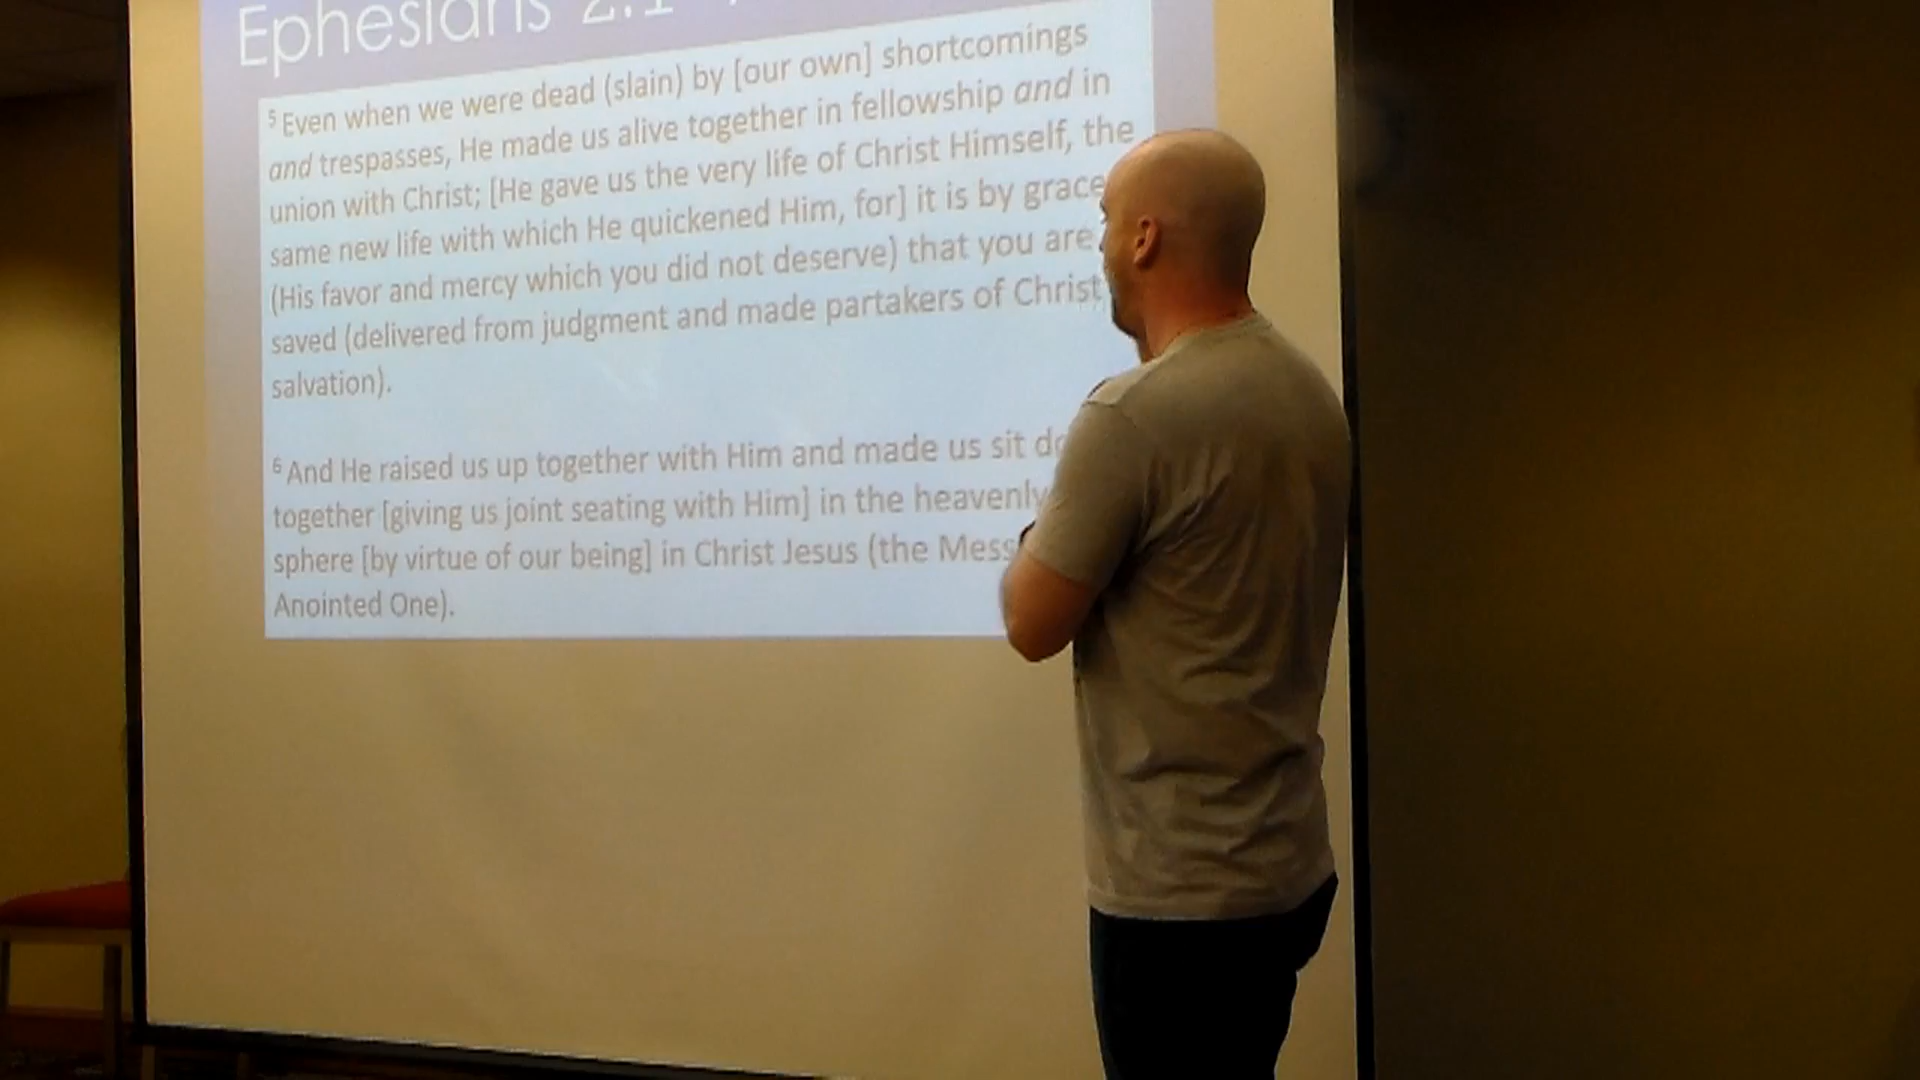 Ephesians 2:1
5 Even when we were dead (slain) by [our own] shortcomings
and trespasses, He made us alive together in fellowship and in
union with Christ; [He gave us the very life of Christ Himself, the
same new life with which He quickened Him, for] it is by grace
(His favor and mercy which you did not deserve) that you are
saved (delivered from judgment and made partakers of Christ
salvation).
6 And He raised us up together with Him and made us sit
together [giving us joint seating with Him] in the heavenly
sphere [by virtue of our being] in Christ Jesus (the
Anointed One).